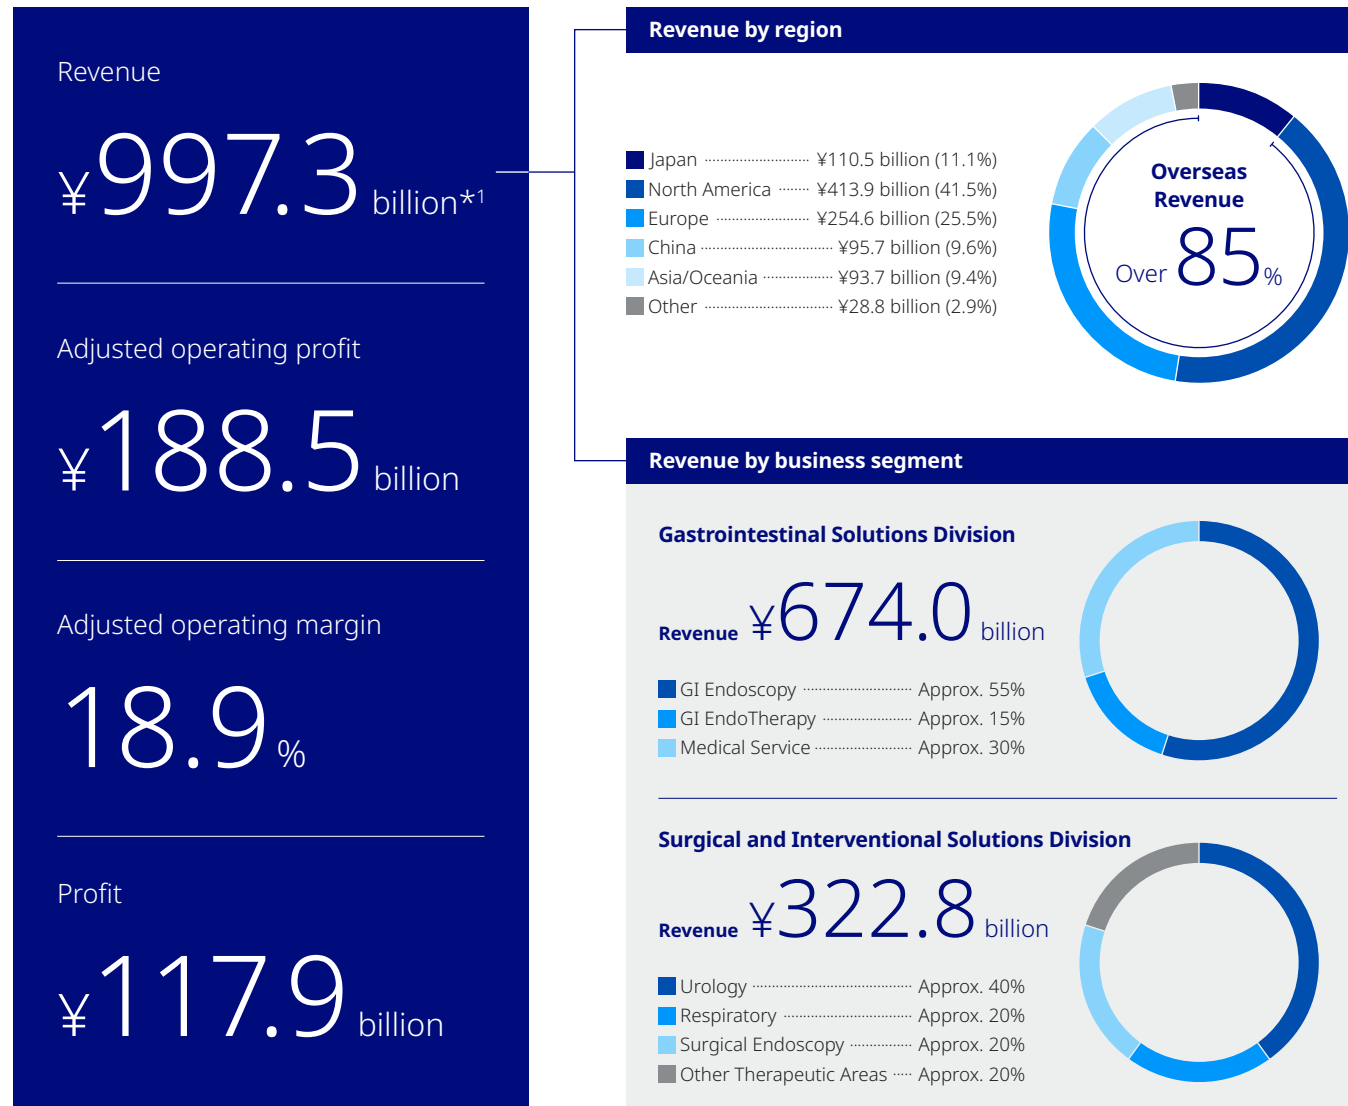 Revenue
¥997.3 billion*1
Adjusted operating profit
¥188.5 billion
Adjusted operating margin
18.9 %
Profit
¥117.9 billion
Revenue by region
Japan ¥110.5 billion (11.1%)
North America ¥413.9 billion (41.5%)
Europe ¥254.6 billion (25.5%)
China ¥95.7 billion (9.6%)
Asia/Oceania ¥93.7 billion (9.4%)
Other ¥28.8 billion (2.9%)
Overseas
Revenue
Over 85%
Revenue by business segment
Gastrointestinal Solutions Division
Revenue ¥674.0 billion
GI Endoscopy Approx. 55%
GI EndoTherapy Approx. 15%
Medical Service Approx. 30%
Surgical and Interventional Solutions Division
Revenue ¥322.8 billion
Urology Approx. 40%
Respiratory Approx. 20%
Surgical Endoscopy Approx. 20%
Other Therapeutic Areas Approx. 20%